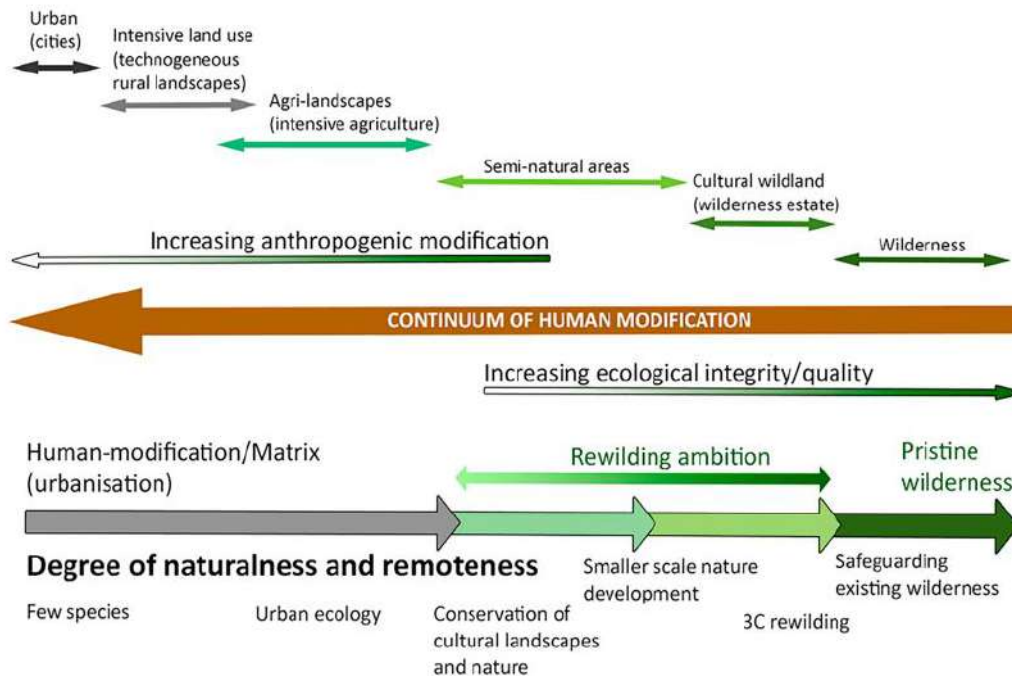 Urban
(cities)
Intensive land use
(technogeneous
rural landscapes)
Agri-landscapes
(intensive agriculture)
Semi-natural areas
Cultural wildland
(wilderness estate)
Wilderness
Increasing anthropogenic modification
CONTINUUM OF HUMAN MODIFICATION
Increasing ecological integrity/quality
Human-modification/Matrix
(urbanisation)
Rewilding ambition
Pristine
wilderness
Degree of naturalness and remoteness
Few species
Urban ecology
Conservation of
cultural landscapes
and nature
Smaller scale nature
development
3C rewilding
Safeguarding
existing wilderness